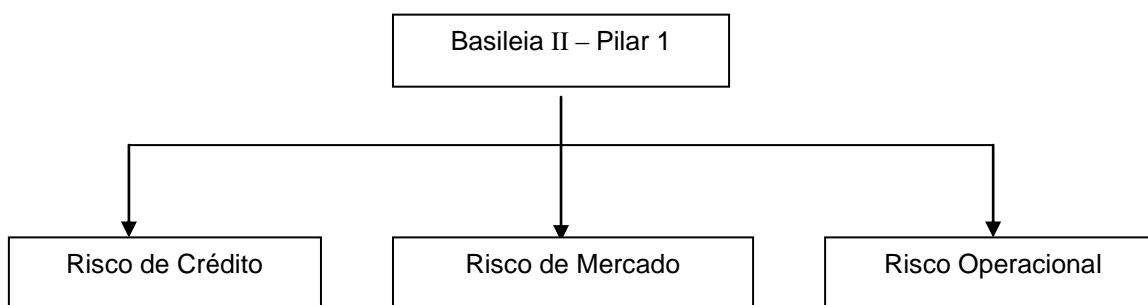 Basileia II – Pilar 1
Risco de Crédito
Risco de Mercado
Risco Operacional